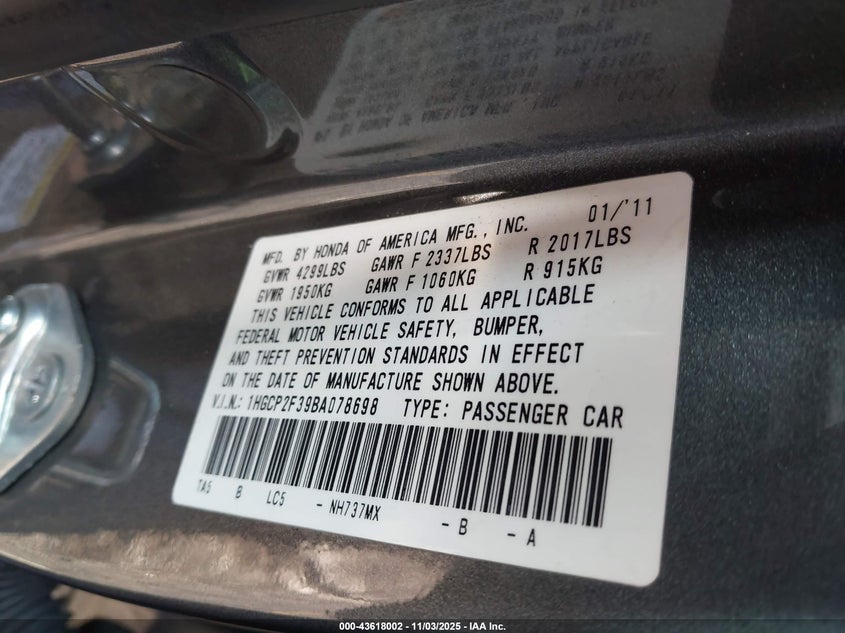 MFD. BY HONDA OF AMERICA MFG., INC. 01/'11
GVWR 4299LBS GAWR F 2337LBS R 2017LBS
GVWR 1950KG GAWR F 1060KG R 915KG
THIS VEHICLE CONFORMS TO ALL APPLICABLE
FEDERAL MOTOR VEHICLE SAFETY, BUMPER,
AND THEFT PREVENTION STANDARDS IN EFFECT
ON THE DATE OF MANUFACTURE SHOWN ABOVE.
V.I.N.: 1HGCP2F39BA078698 TYPE: PASSENGER CAR
TA5 B LC5 - NH737MX - B - A
000-43618002 - 11/03/2025 - IAA Inc.